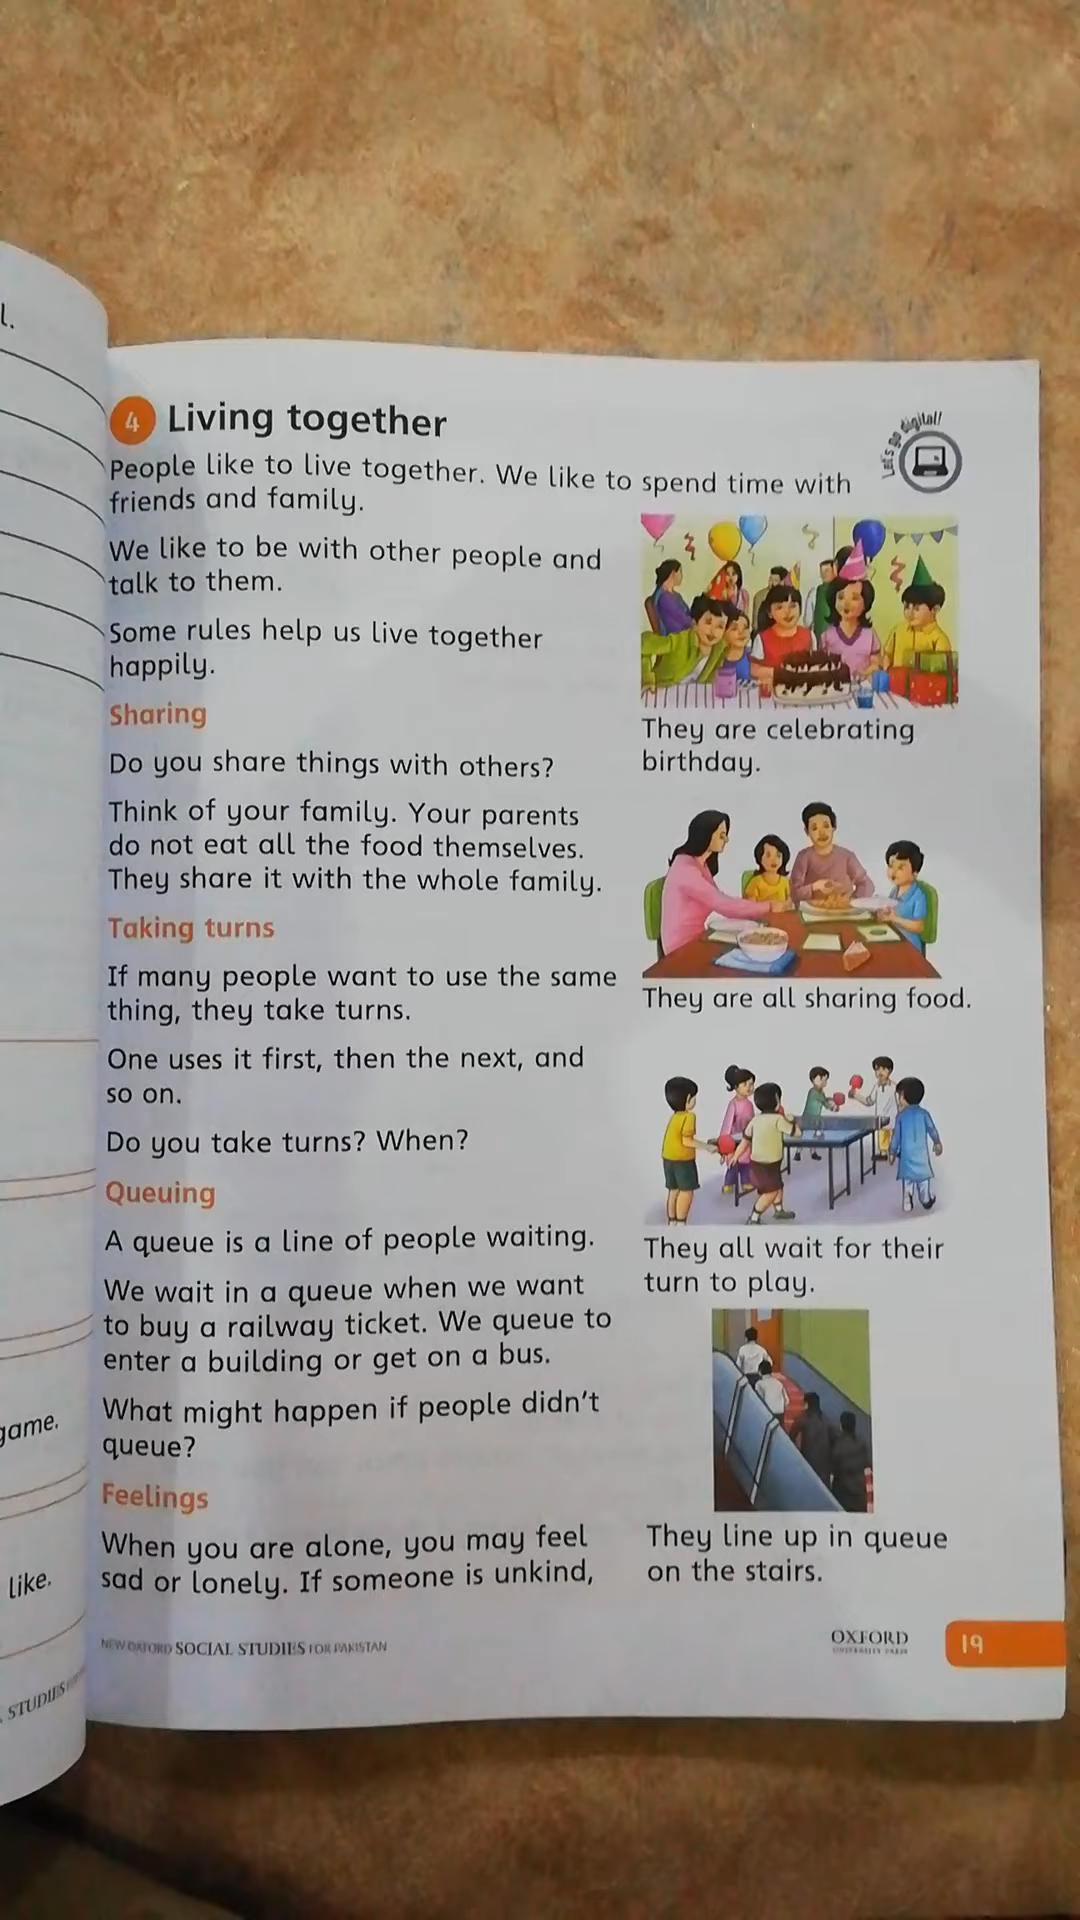 l.
game.
like.
STUDIES
4 Living together
Let's go digital!
People like to live together. We like to spend time with
friends and family.
We like to be with other people and
talk to them.
Some rules help us live together
happily.
They are celebrating
birthday.
Sharing
Do you share things with others?
Think of your family. Your parents
do not eat all the food themselves.
They share it with the whole family.
They are all sharing food.
Taking turns
If many people want to use the same
thing, they take turns.
One uses it first, then the next, and
so on.
Do you take turns? When?
They all wait for their
turn to play.
Queuing
A queue is a line of people waiting.
We wait in a queue when we want
to buy a railway ticket. We queue to
enter a building or get on a bus.
What might happen if people didn't
queue?
They line up in queue
on the stairs.
Feelings
When you are alone, you may feel
sad or lonely. If someone is unkind,
NEW OXFORD SOCIAL STUDIES FOR PAKISTAN
OXFORD
UNIVERSITY PRESS
19